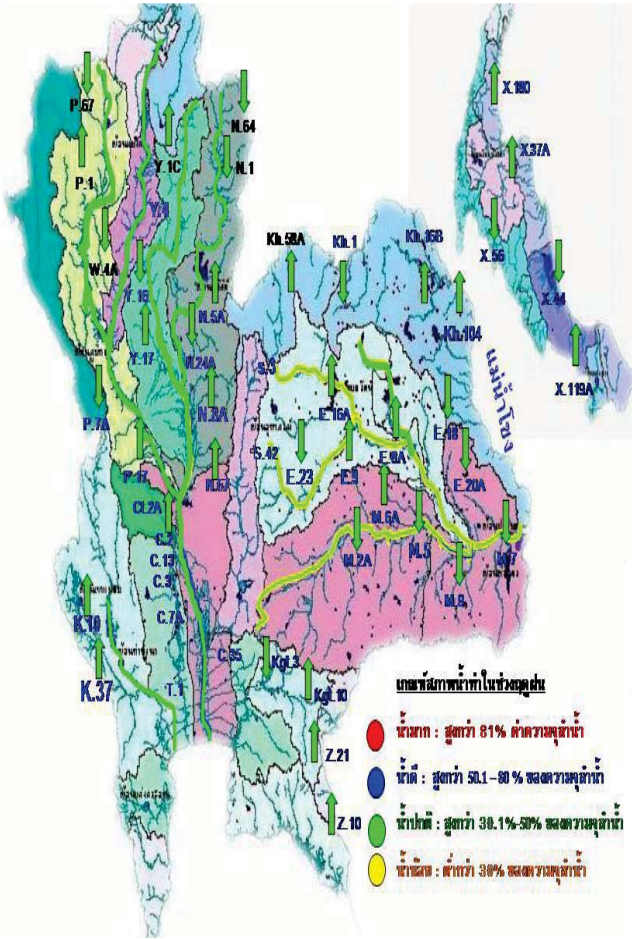 X.180
P.67
N.64
X.37A
Y.1C
N.1
P.1
Y.4
Kh.58A
Kh.1
Kh.16B
X.56
W.4A
X.44
Y.16
N.5A
Kh.104
แม่น้ำโขง
Y.17
N.24A
S.3
X.119A
P.7A
N.8A
E.16A
E.18
S.42
E.8A
P.17
N.67
E.23
E.9
E.20A
CI.2A
M.6A
C.2
M.2A
M.5
M.7
C.13
C.3
M.9
K.10
C.7A
K.37
C.35
Kgt.3
T.1
Kgt.10
เกณฑ์สภาพน้ำท่าในช่วงฤดูฝน
น้ำมาก : สูงกว่า 81% ค่าความจุลำน้ำ
Z.21
น้ำดี : สูงกว่า 50.1-80 % ของความจุลำน้ำ
Z.10
น้ำปกติ : สูงกว่า 30.1%-50% ของความจุลำน้ำ
น้ำน้อย : ต่ำกว่า 30% ของความจุลำน้ำ